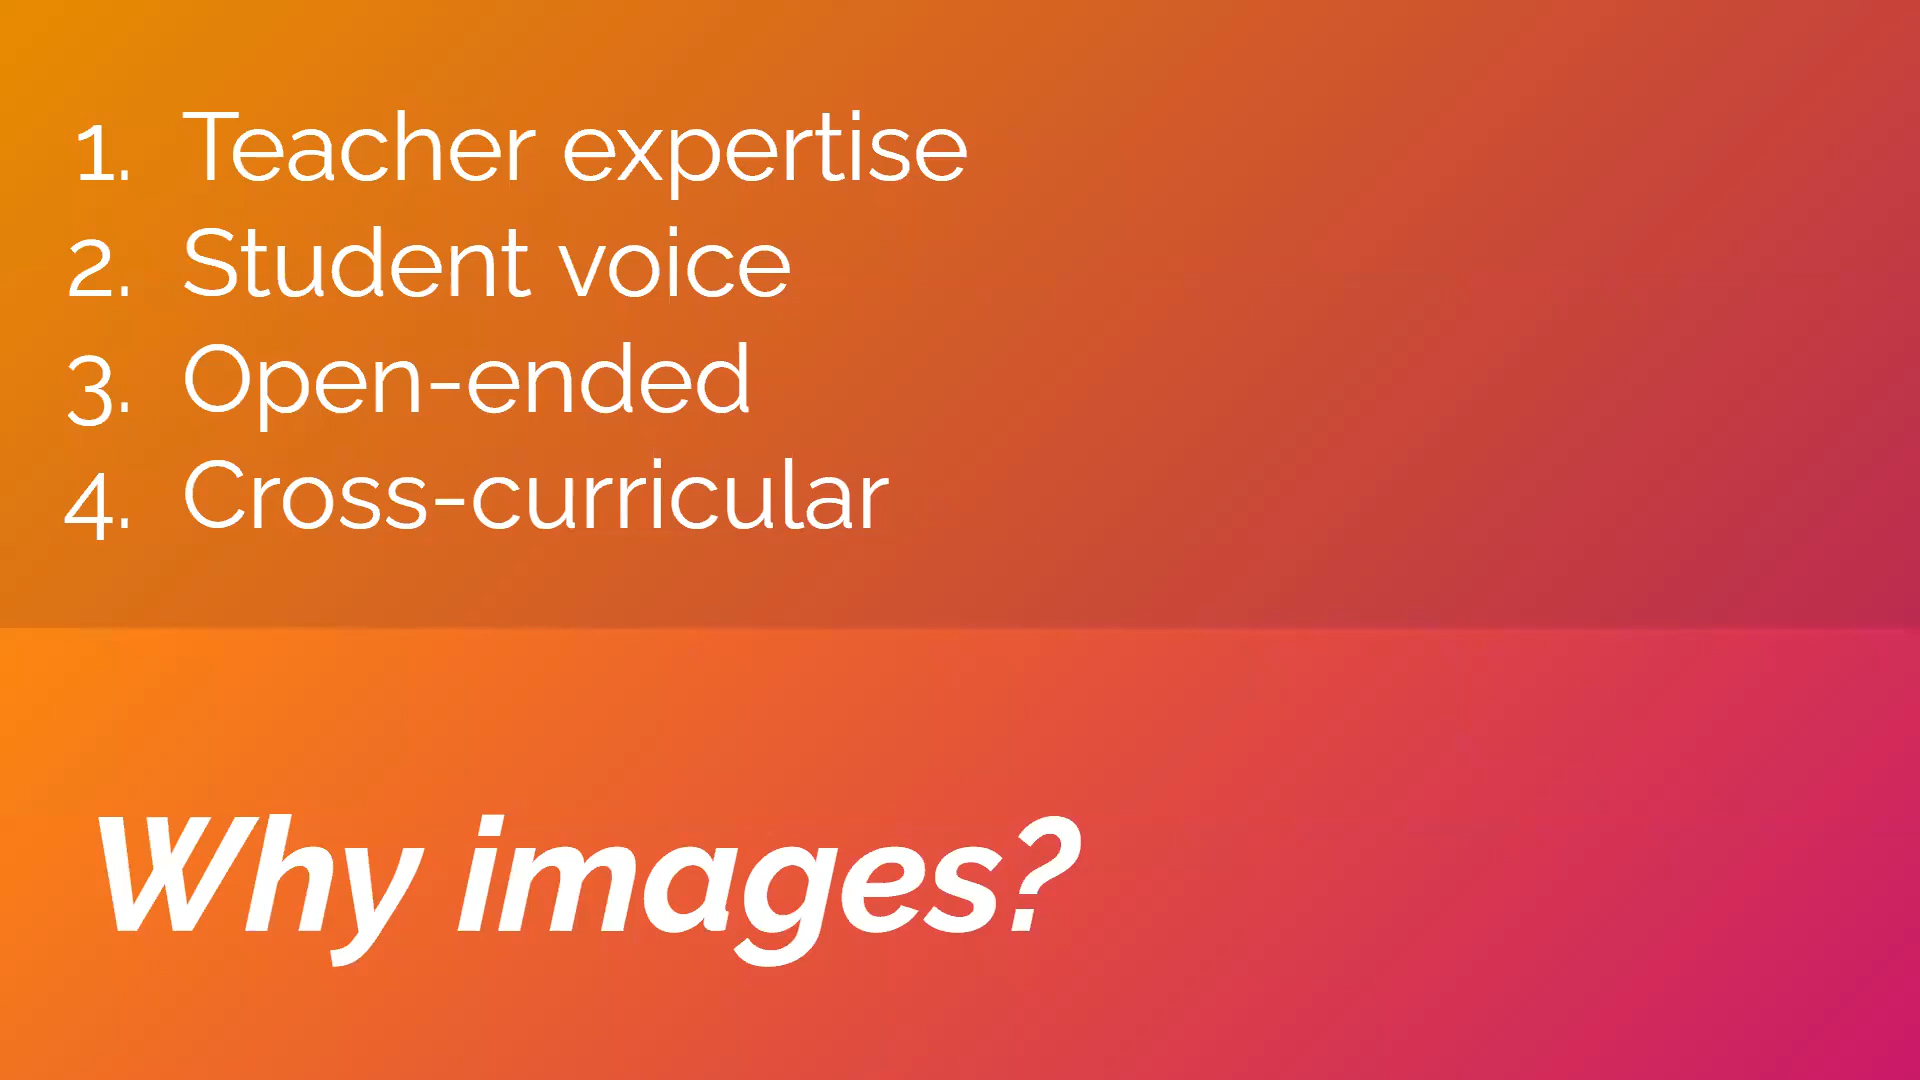 1. Teacher expertise
2. Student voice
3. Open-ended
4. Cross-curricular
Why images?